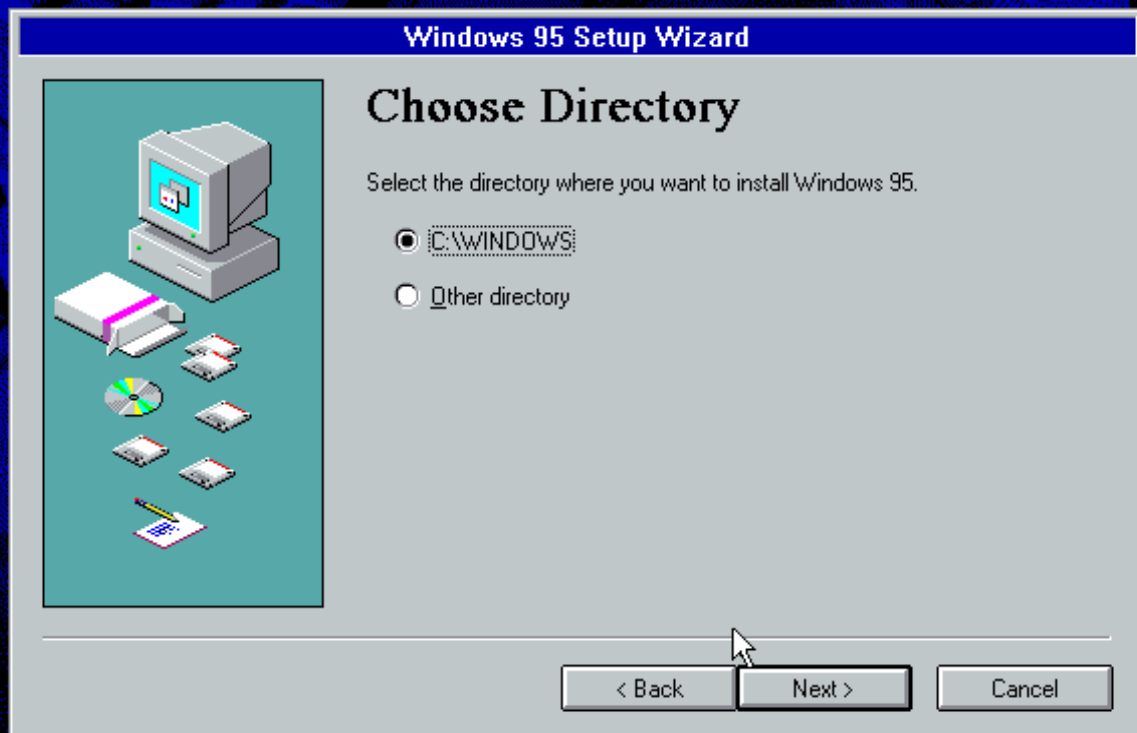 Windows 95 Setup Wizard
Choose Directory
Select the directory where you want to install Windows 95.
C:\WINDOWS
Other directory
< Back Next > Cancel